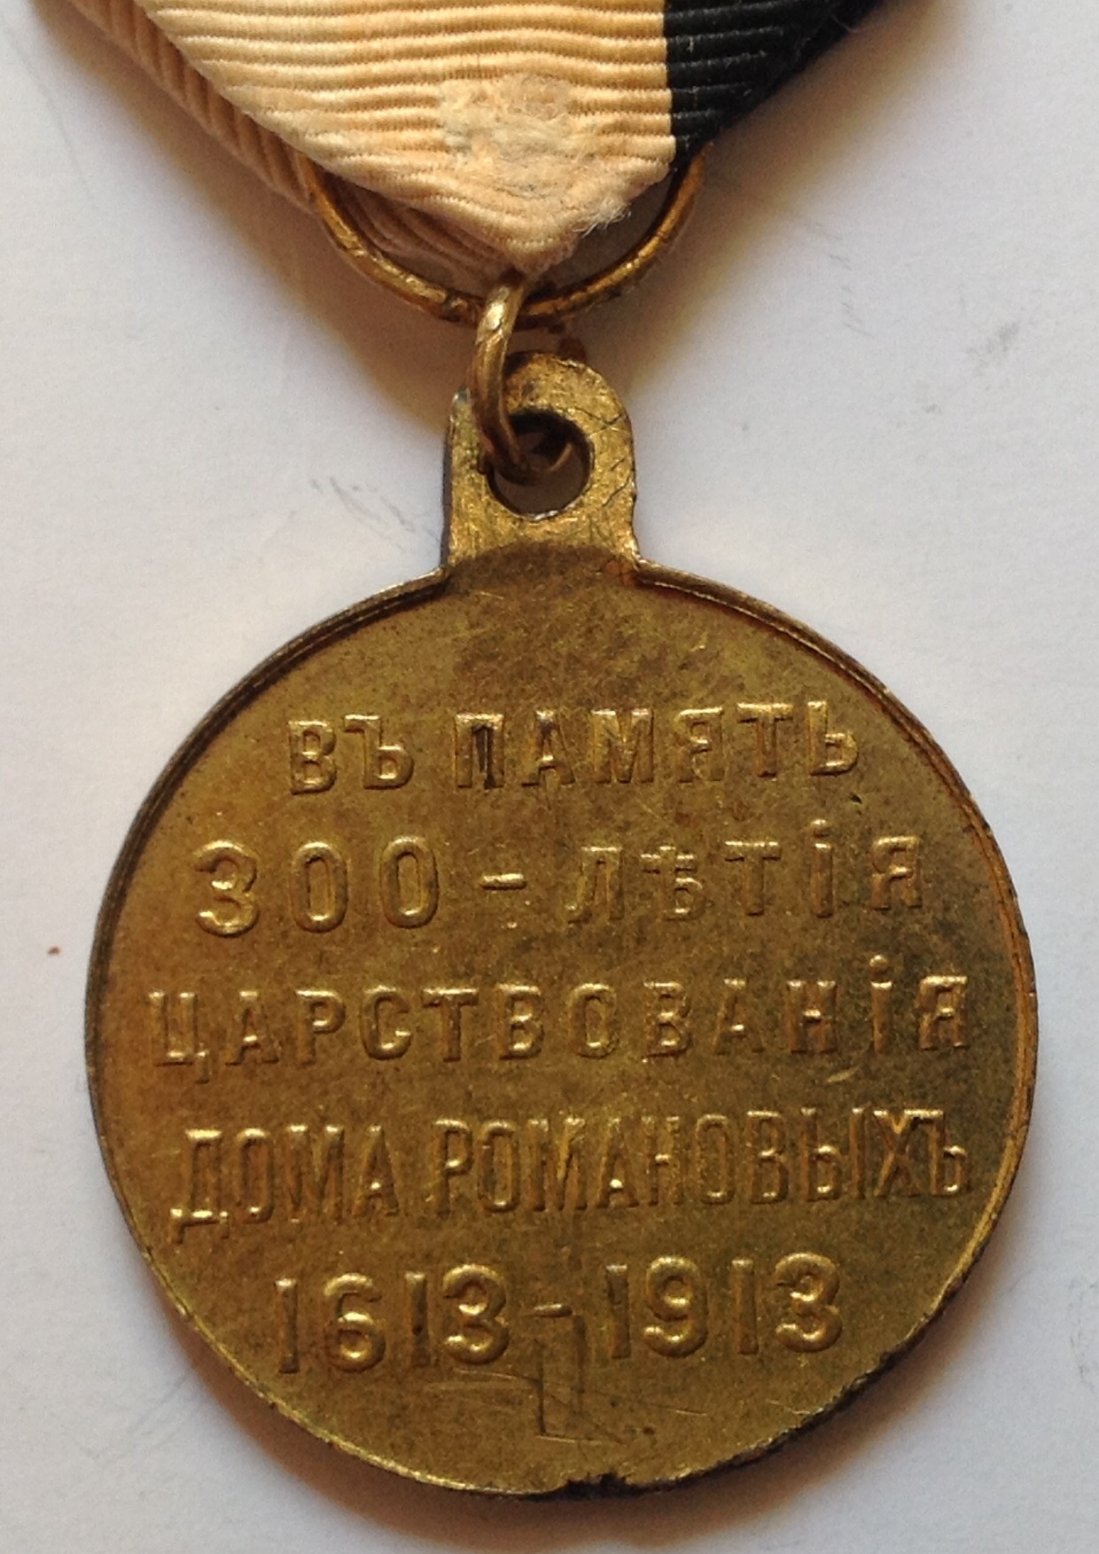 ВЪ ПАМЯТЬ
300-ЛѢТІЯ
ЦАРСТВОВАНІЯ
ДОМА РОМАНОВЫХЪ
1613-1913